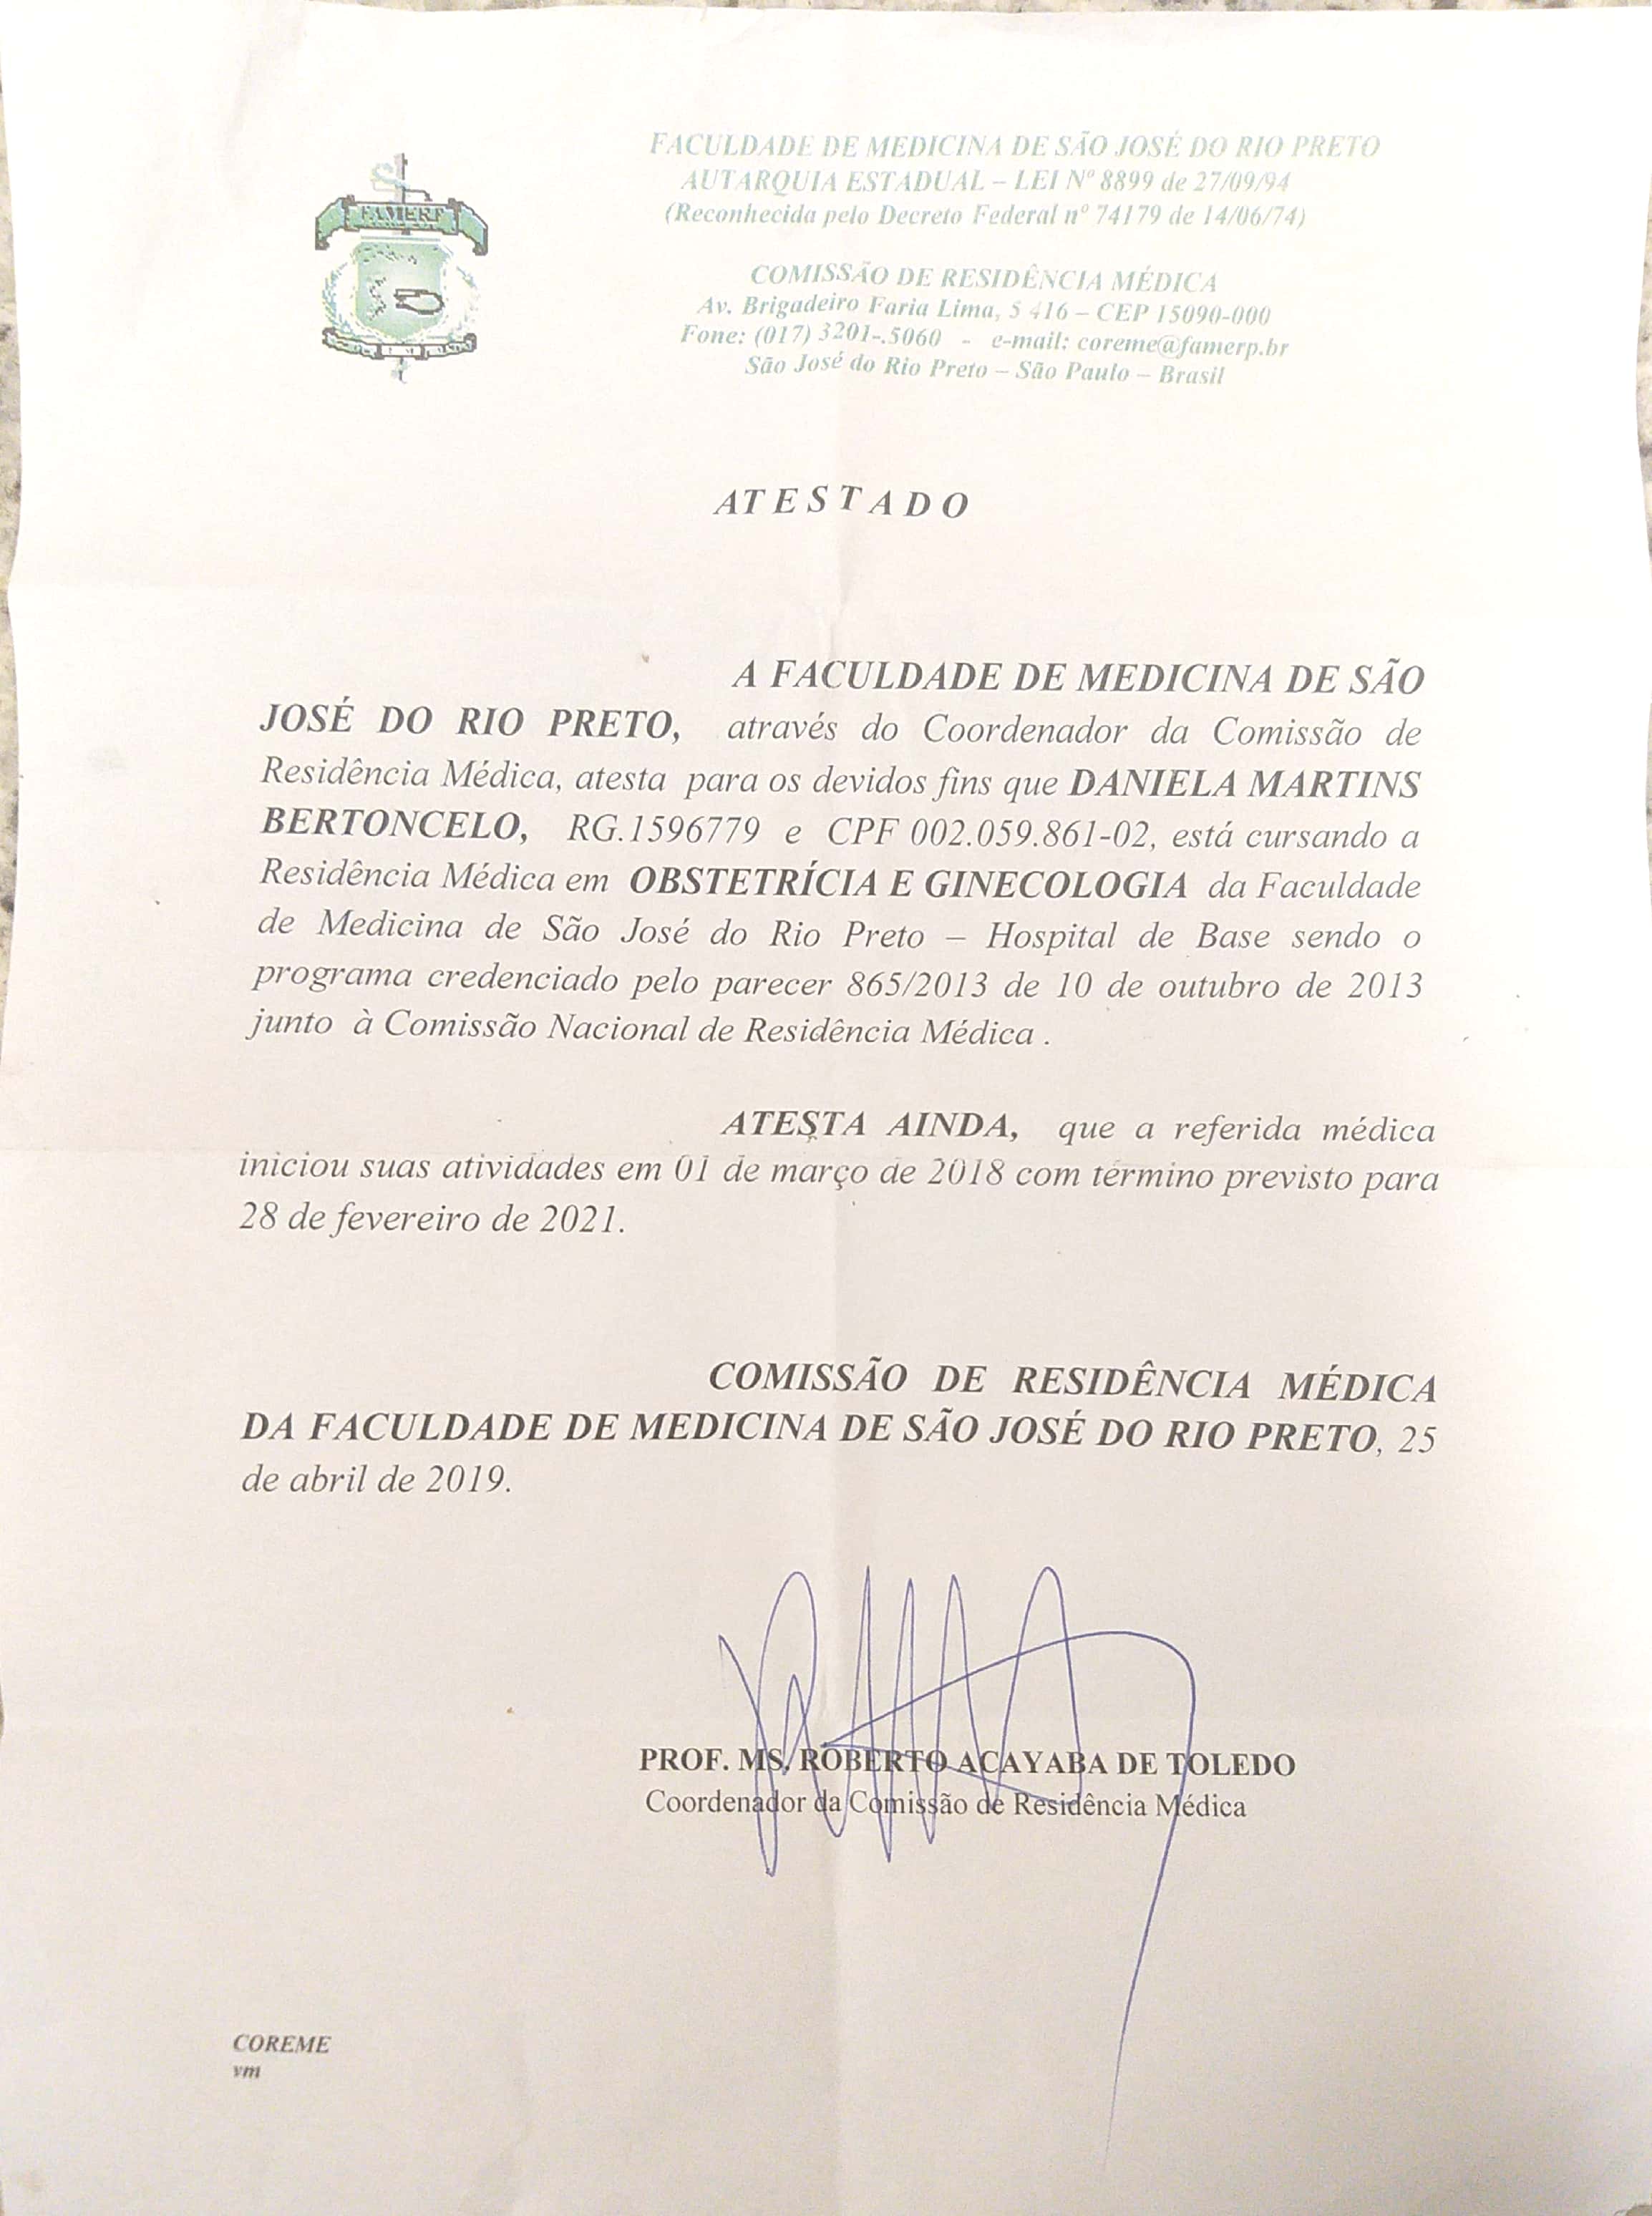 FACULDADE DE MEDICINA DE SÃO JOSÉ DO RIO PRETO
AUTARQUIA ESTADUAL – LEI Nº 8899 de 27/09/94
(Reconhecida pelo Decreto Federal nº 74179 de 14/06/74)
FAMERP
COMISSÃO DE RESIDÊNCIA MÉDICA
Av. Brigadeiro Faria Lima, 5 416 – CEP 15090-000
Fone: (017) 3201-.5060 - e-mail: coreme@famerp.br
São José do Rio Preto – São Paulo – Brasil
A T E S T A D O
A FACULDADE DE MEDICINA DE SÃO
JOSÉ DO RIO PRETO, através do Coordenador da Comissão de
Residência Médica, atesta para os devidos fins que DANIELA MARTINS
BERTONCELO, RG.1596779 e CPF 002.059.861-02, está cursando a
Residência Médica em OBSTETRÍCIA E GINECOLOGIA da Faculdade
de Medicina de São José do Rio Preto – Hospital de Base sendo o
programa credenciado pelo parecer 865/2013 de 10 de outubro de 2013
junto à Comissão Nacional de Residência Médica .
ATESTA AINDA, que a referida médica
iniciou suas atividades em 01 de março de 2018 com término previsto para
28 de fevereiro de 2021.
COMISSÃO DE RESIDÊNCIA MÉDICA
DA FACULDADE DE MEDICINA DE SÃO JOSÉ DO RIO PRETO, 25
de abril de 2019.
PROF. MS. ROBERTO ACAYABA DE TOLEDO
Coordenador da Comissão de Residência Médica
COREME
vm